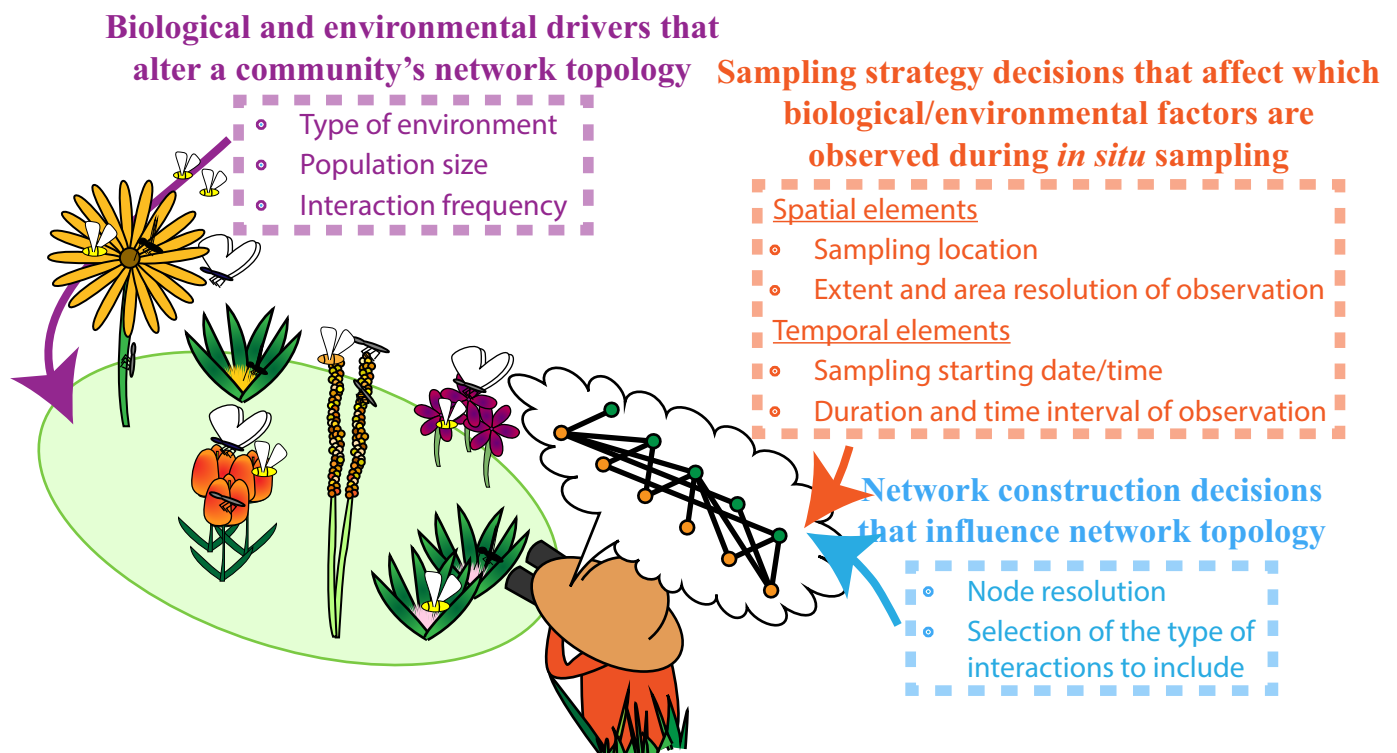 Biological and environmental drivers that
alter a community's network topology
• Type of environment
• Population size
• Interaction frequency
Sampling strategy decisions that affect which
biological/environmental factors are
observed during in situ sampling
Spatial elements
• Sampling location
• Extent and area resolution of observation
Temporal elements
• Sampling starting date/time
• Duration and time interval of observation
Network construction decisions
that influence network topology
• Node resolution
• Selection of the type of
interactions to include